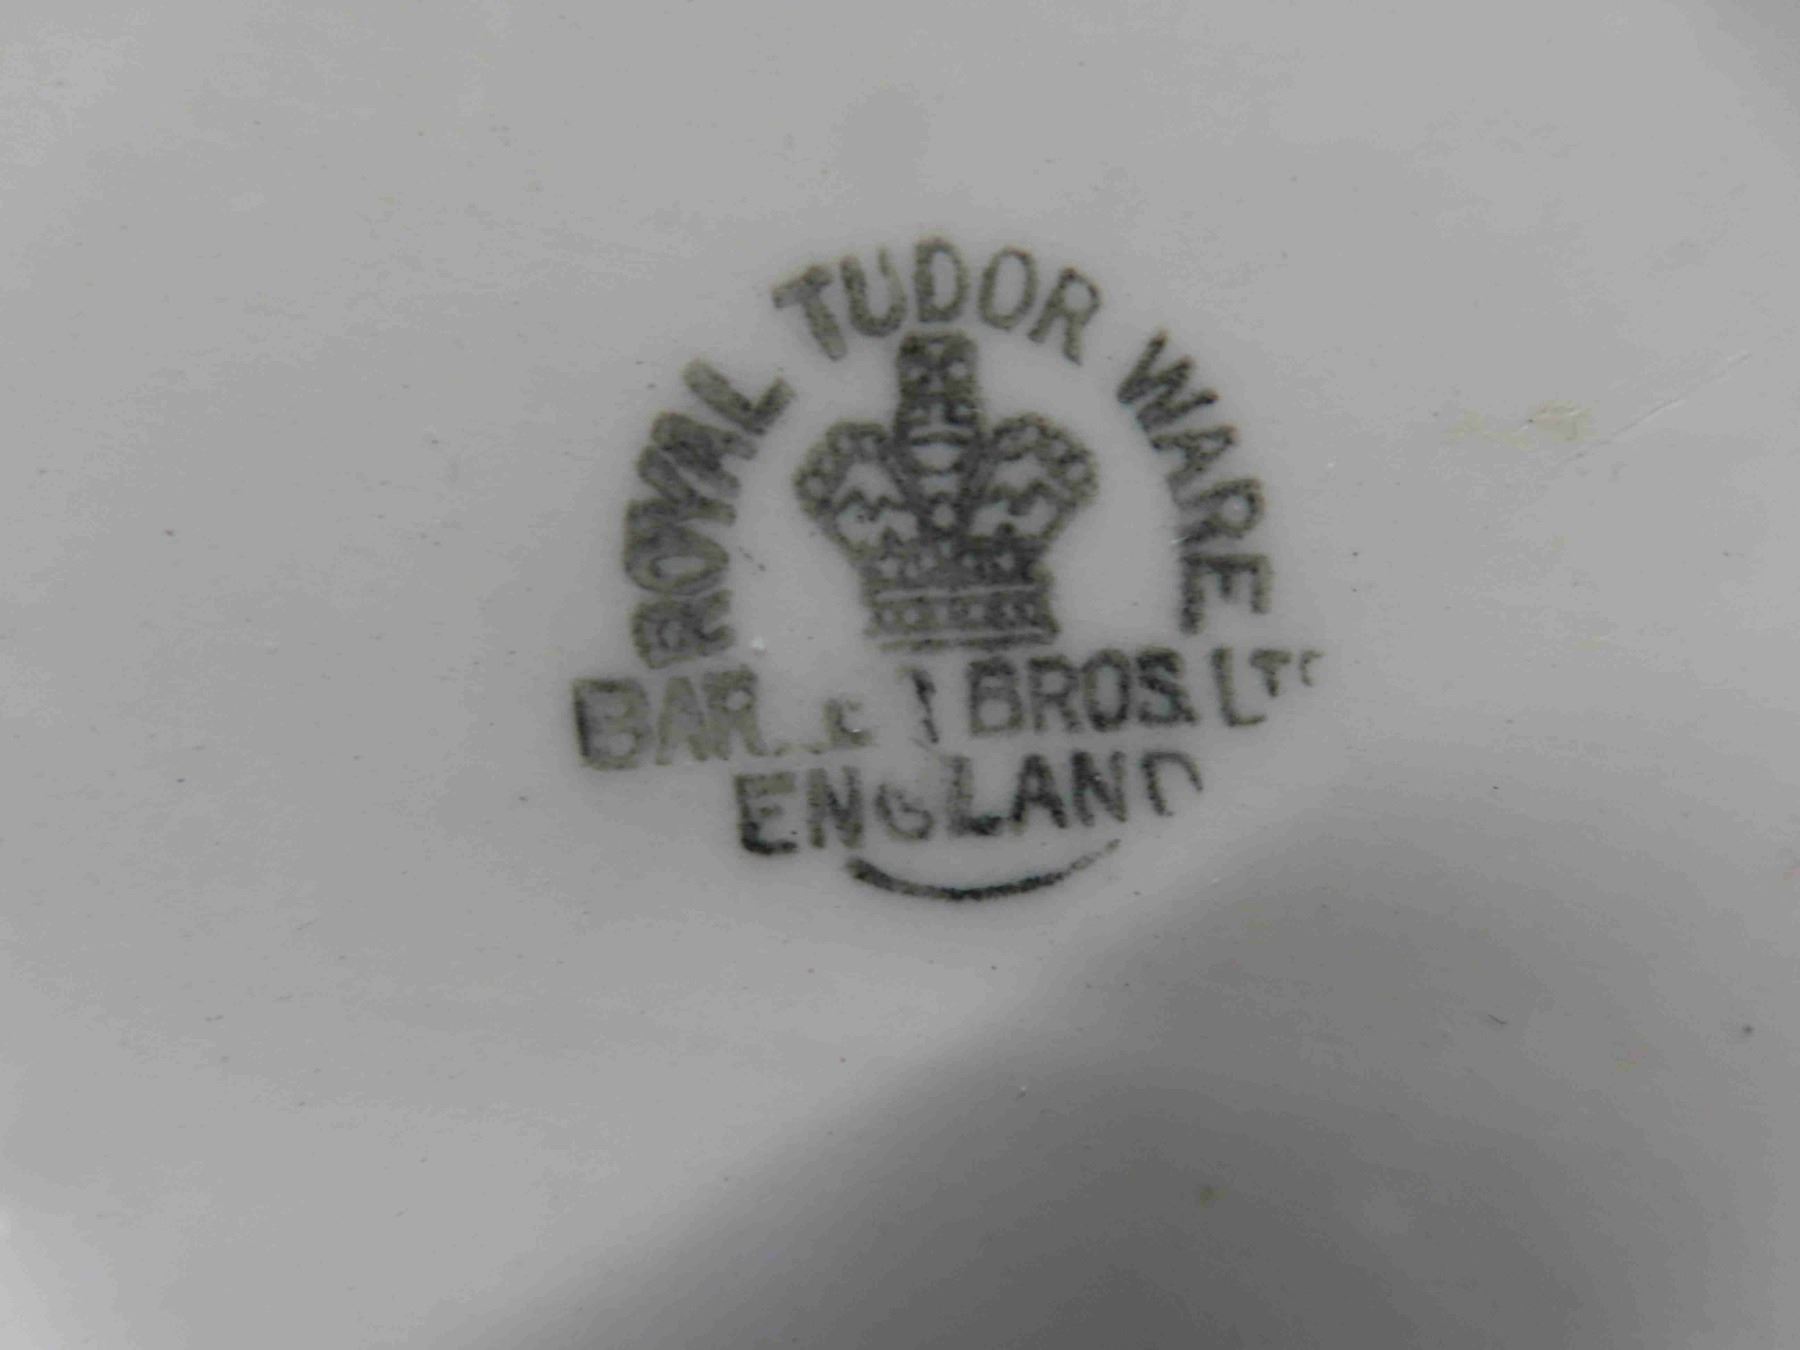 ROYAL TUDOR WARE
BROS. LTD
ENGLAND